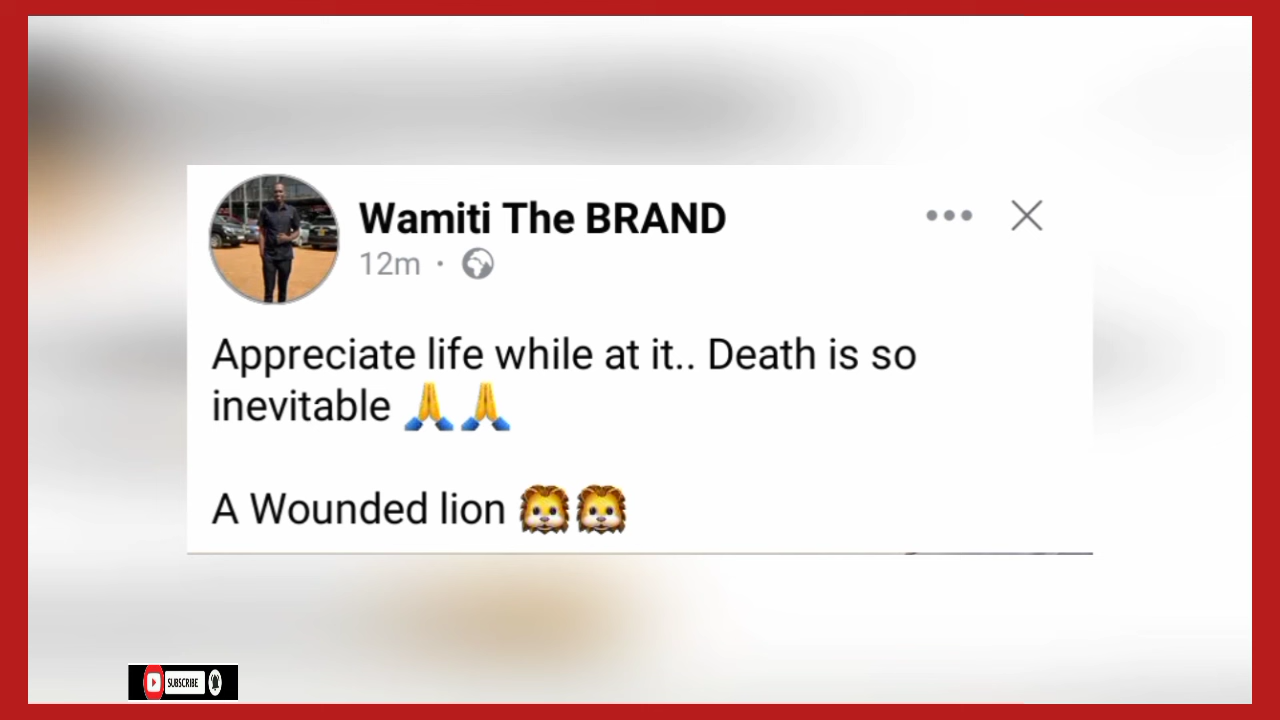 Wamiti The BRAND
12m ·
Appreciate life while at it.. Death is so
inevitable 🙏🙏
A Wounded lion 🦁🦁
SUBSCRIBE